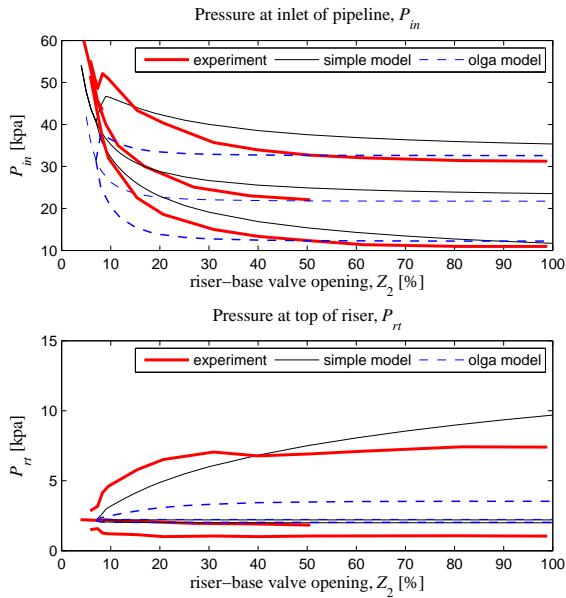 Pressure at inlet of pipeline, P_in
experiment simple model olga model
60
50
40
30
20
10
P_in [kpa]
0 10 20 30 40 50 60 70 80 90 100
riser−base valve opening, Z_2 [%]
Pressure at top of riser, P_rt
experiment simple model olga model
15
10
5
0
P_rt [kpa]
0 10 20 30 40 50 60 70 80 90 100
riser−base valve opening, Z_2 [%]